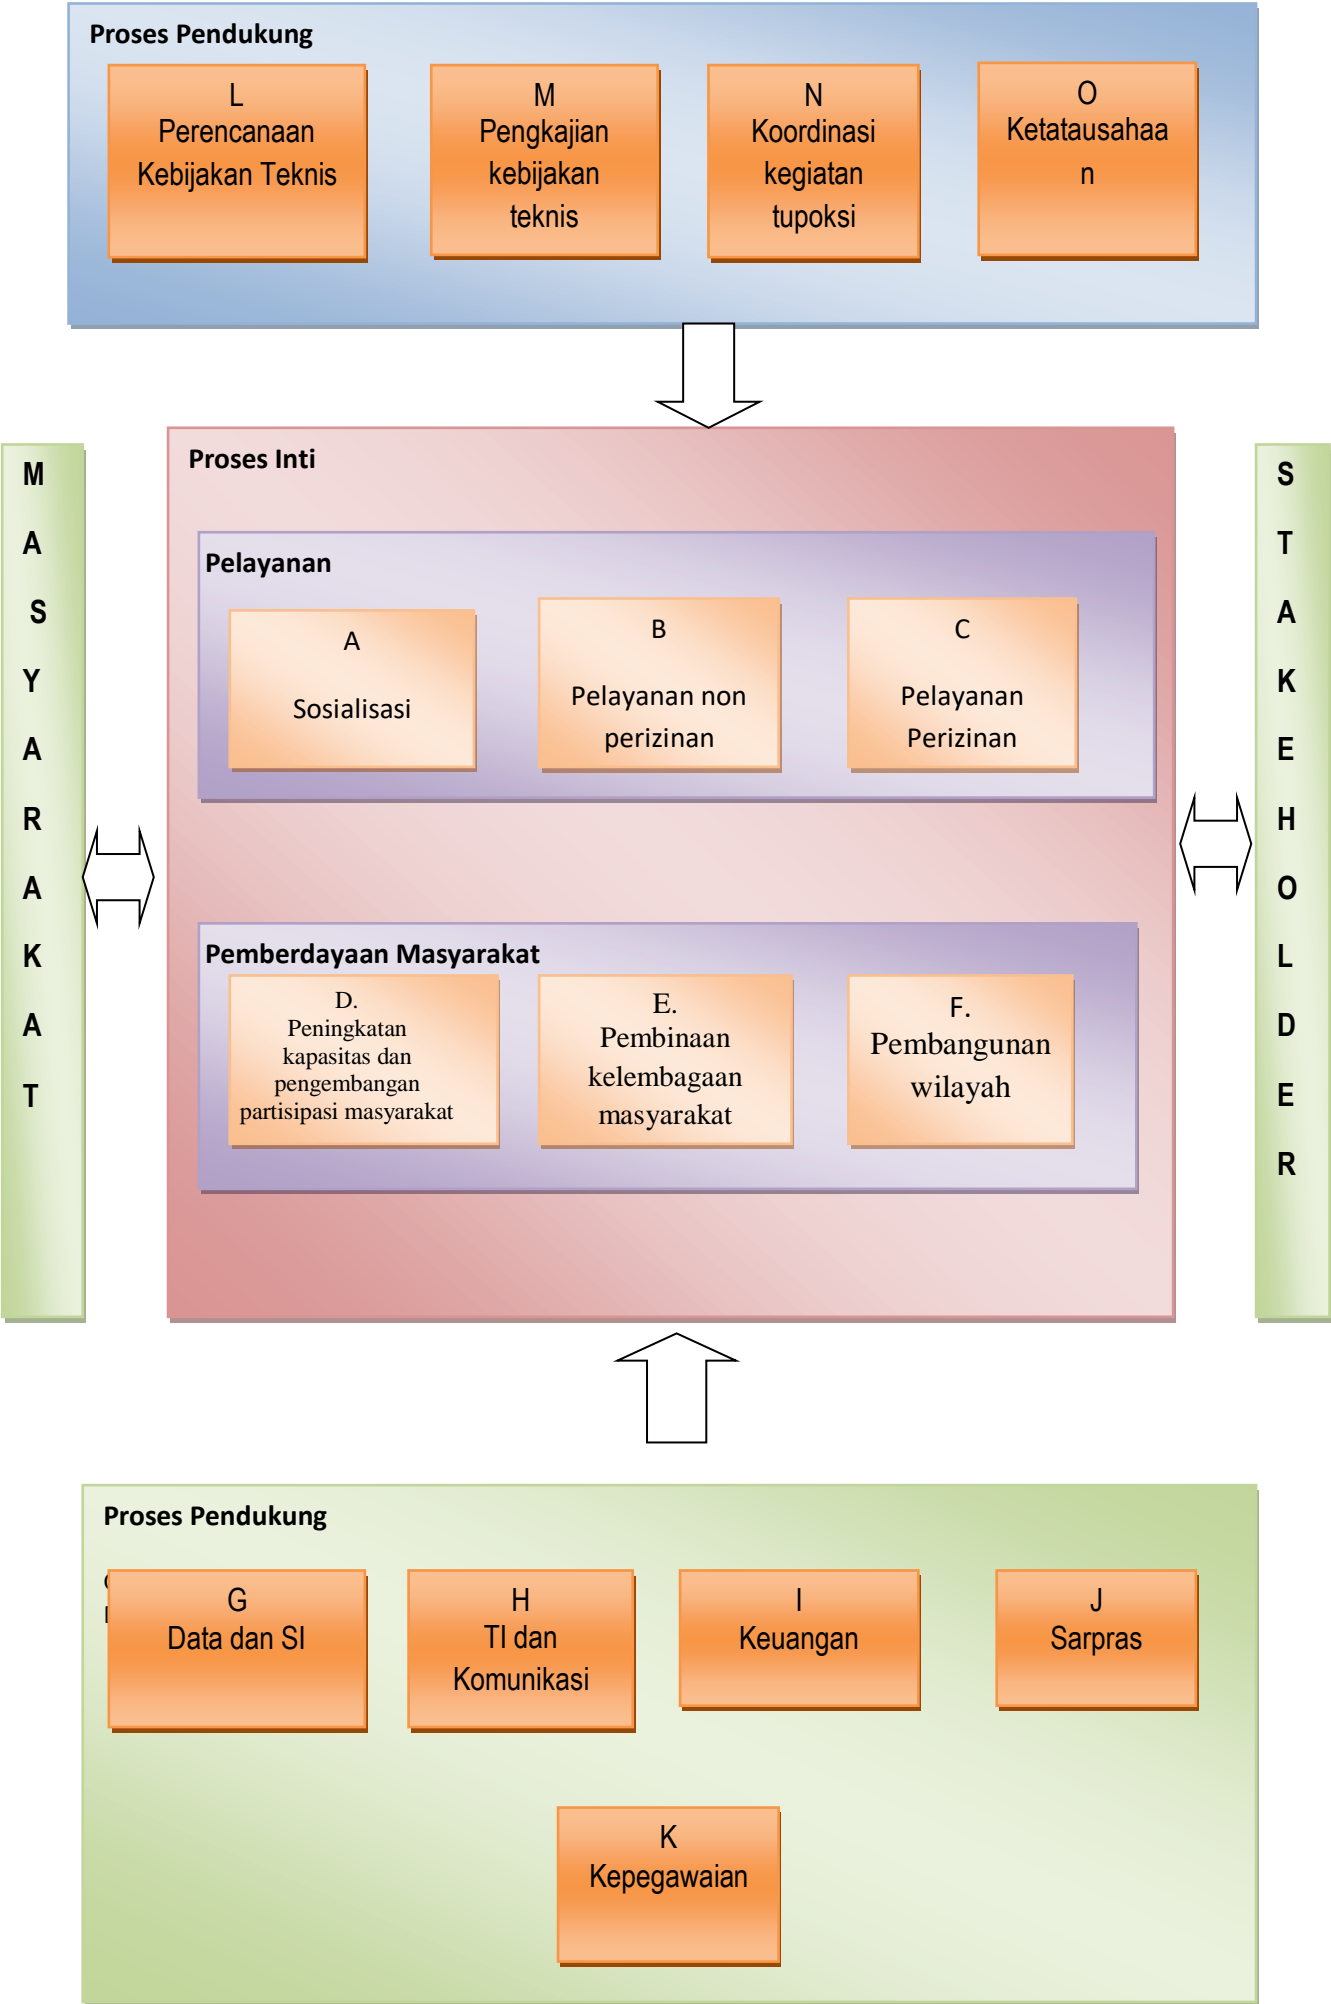 Proses Pendukung
L
Perencanaan
Kebijakan Teknis
M
Pengkajian
kebijakan
teknis
N
Koordinasi
kegiatan
tupoksi
O
Ketatausahaa
n
M
A
S
Y
A
R
A
K
A
T
Proses Inti
Pelayanan
A
Sosialisasi
B
Pelayanan non
perizinan
C
Pelayanan
Perizinan
Pemberdayaan Masyarakat
D.
Peningkatan
kapasitas dan
pengembangan
partisipasi masyarakat
E.
Pembinaan
kelembagaan
masyarakat
F.
Pembangunan
wilayah
S
T
A
K
E
H
O
L
D
E
R
Proses Pendukung
G
Data dan SI
H
TI dan
Komunikasi
I
Keuangan
J
Sarpras
K
Kepegawaian